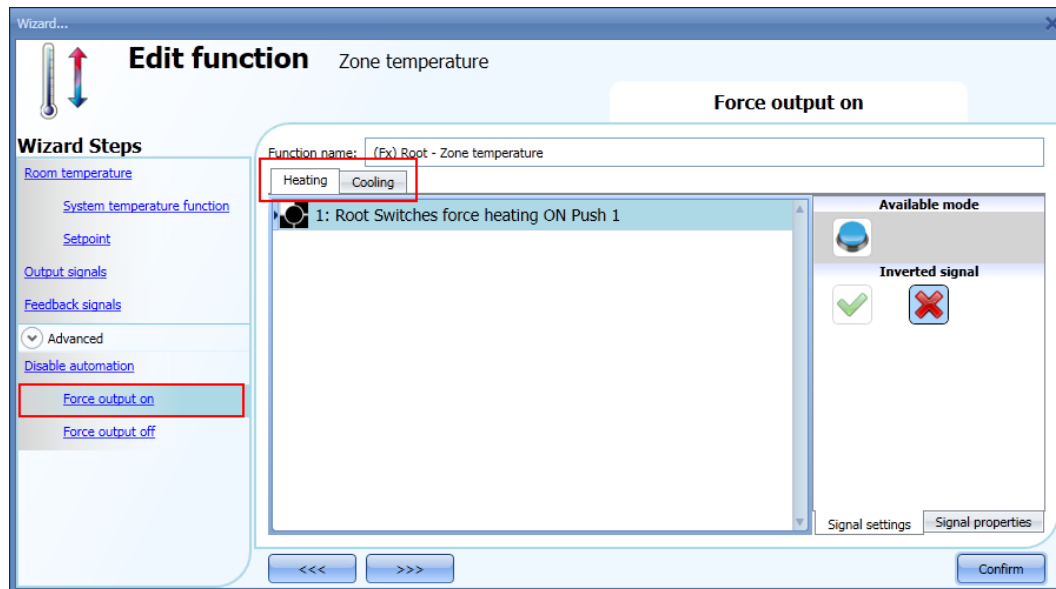 Wizard...
Edit function Zone temperature
Force output on
Wizard Steps
Room temperature
System temperature function
Setpoint
Output signals
Feedback signals
Advanced
Disable automation
Force output on
Force output off
Function name: (Fx) Root - Zone temperature
Heating Cooling
1: Root Switches force heating ON Push 1
Available mode
Inverted signal
Signal settings Signal properties
<<< >>> Confirm